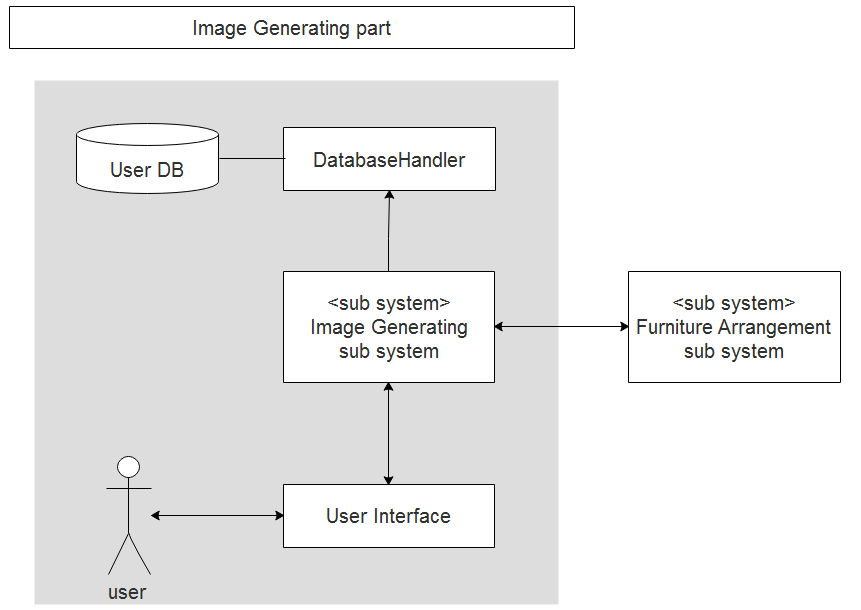 Image Generating part
User DB
DatabaseHandler
<sub system>
Image Generating
sub system
<sub system>
Furniture Arrangement
sub system
User Interface
user